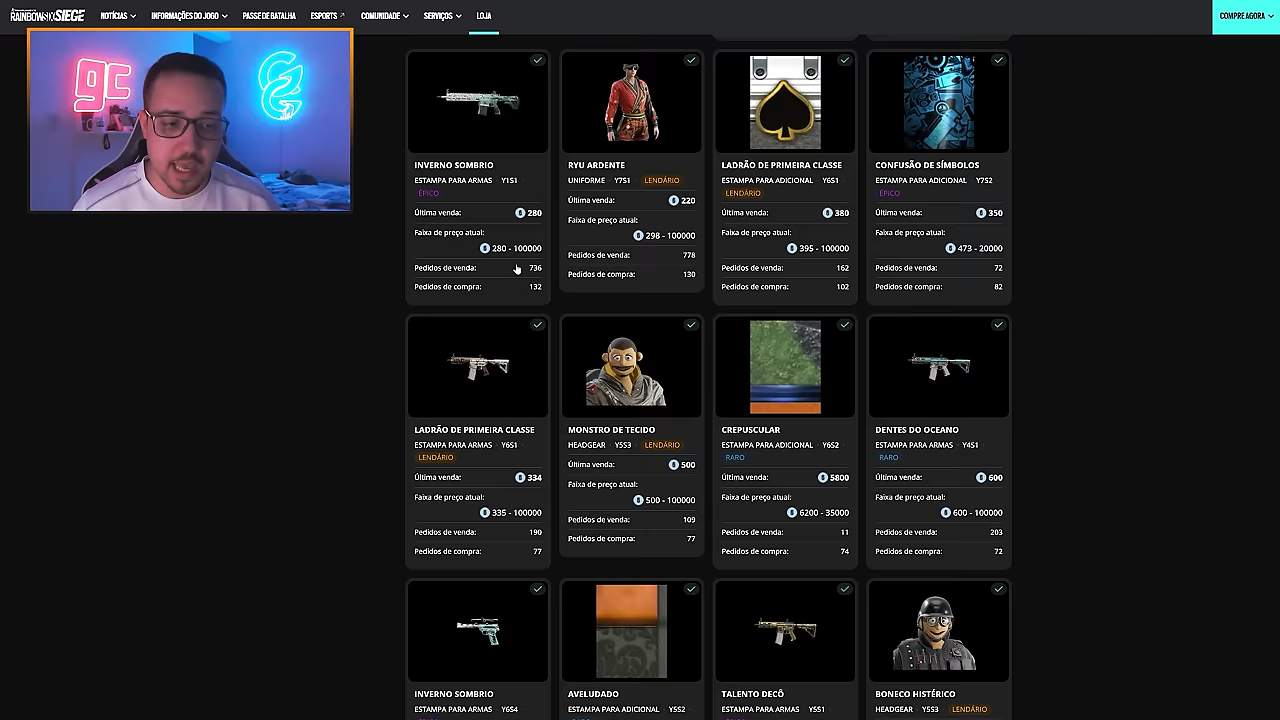 RAINBOWSIX SIEGE NOTÍCIAS INFORMAÇÕES DO JOGO PASSE DE BATALHA ESPORTS COMUNIDADE SERVIÇOS LOJA COMPRE AGORA
gc
INVERNO SOMBRIO
ESTAMPA PARA ARMAS Y1S1
ÉPICO
Última venda: 280
Faixa de preço atual:
280 - 100000
Pedidos de venda: 736
Pedidos de compra: 132
RYU ARDENTE
UNIFORME Y7S1 LENDÁRIO
Última venda: 220
Faixa de preço atual:
298 - 100000
Pedidos de venda: 778
Pedidos de compra: 130
LADRÃO DE PRIMEIRA CLASSE
ESTAMPA PARA ADICIONAL Y6S1
LENDÁRIO
Última venda: 380
Faixa de preço atual:
395 - 100000
Pedidos de venda: 162
Pedidos de compra: 102
CONFUSÃO DE SÍMBOLOS
ESTAMPA PARA ADICIONAL Y7S2
ÉPICO
Última venda: 350
Faixa de preço atual:
473 - 20000
Pedidos de venda: 72
Pedidos de compra: 82
LADRÃO DE PRIMEIRA CLASSE
ESTAMPA PARA ARMAS Y6S1
LENDÁRIO
Última venda: 334
Faixa de preço atual:
335 - 100000
Pedidos de venda: 190
Pedidos de compra: 77
MONSTRO DE TECIDO
HEADGEAR Y5S3 LENDÁRIO
Última venda: 500
Faixa de preço atual:
500 - 100000
Pedidos de venda: 109
Pedidos de compra: 77
CREPUSCULAR
ESTAMPA PARA ADICIONAL Y6S2
RARO
Última venda: 5800
Faixa de preço atual:
6200 - 35000
Pedidos de venda: 11
Pedidos de compra: 74
DENTES DO OCEANO
ESTAMPA PARA ARMAS Y4S1
RARO
Última venda: 600
Faixa de preço atual:
600 - 100000
Pedidos de venda: 203
Pedidos de compra: 72
INVERNO SOMBRIO
ESTAMPA PARA ARMAS Y6S4
AVELUDADO
ESTAMPA PARA ADICIONAL Y5S2
TALENTO DECÔ
ESTAMPA PARA ARMAS Y5S1
BONECO HISTÉRICO
HEADGEAR Y5S3 LENDÁRIO